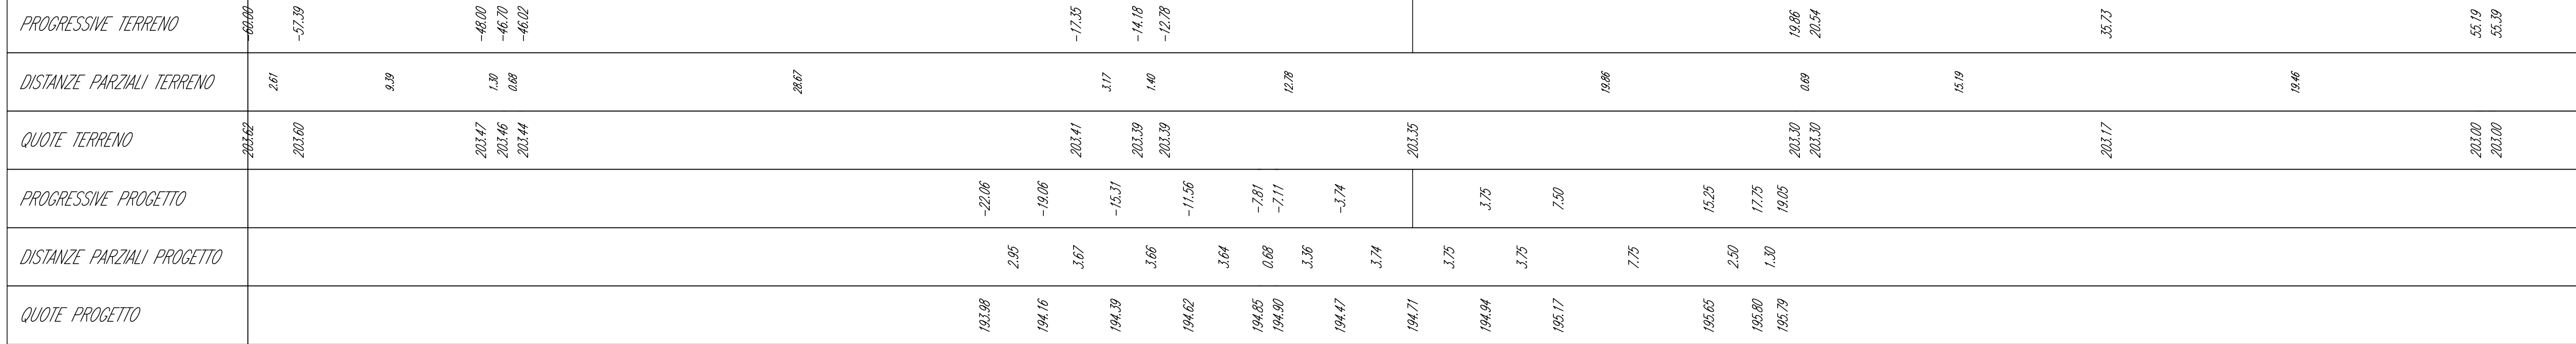 PROGRESSIVE TERRENO -60.00 -57.39 -48.00 -46.70 -46.02 -17.35 -14.18 -12.78 19.86 20.54 35.73 55.19 55.39
DISTANZE PARZIALI TERRENO 2.61 9.39 1.30 0.68 28.67 3.17 1.40 12.78 19.86 0.69 15.19 19.46
QUOTE TERRENO 203.62 203.60 203.47 203.46 203.44 203.41 203.39 203.39 203.35 203.30 203.30 203.17 203.00 203.00
PROGRESSIVE PROGETTO -22.06 -19.06 -15.31 -11.56 -7.81 -7.11 -3.74 3.75 7.50 15.25 17.75 19.05
DISTANZE PARZIALI PROGETTO 2.95 3.67 3.66 3.64 0.68 3.36 3.74 3.75 3.75 7.75 2.50 1.30
QUOTE PROGETTO 193.98 194.16 194.39 194.62 194.85 194.90 194.47 194.71 194.94 195.17 195.65 195.80 195.79